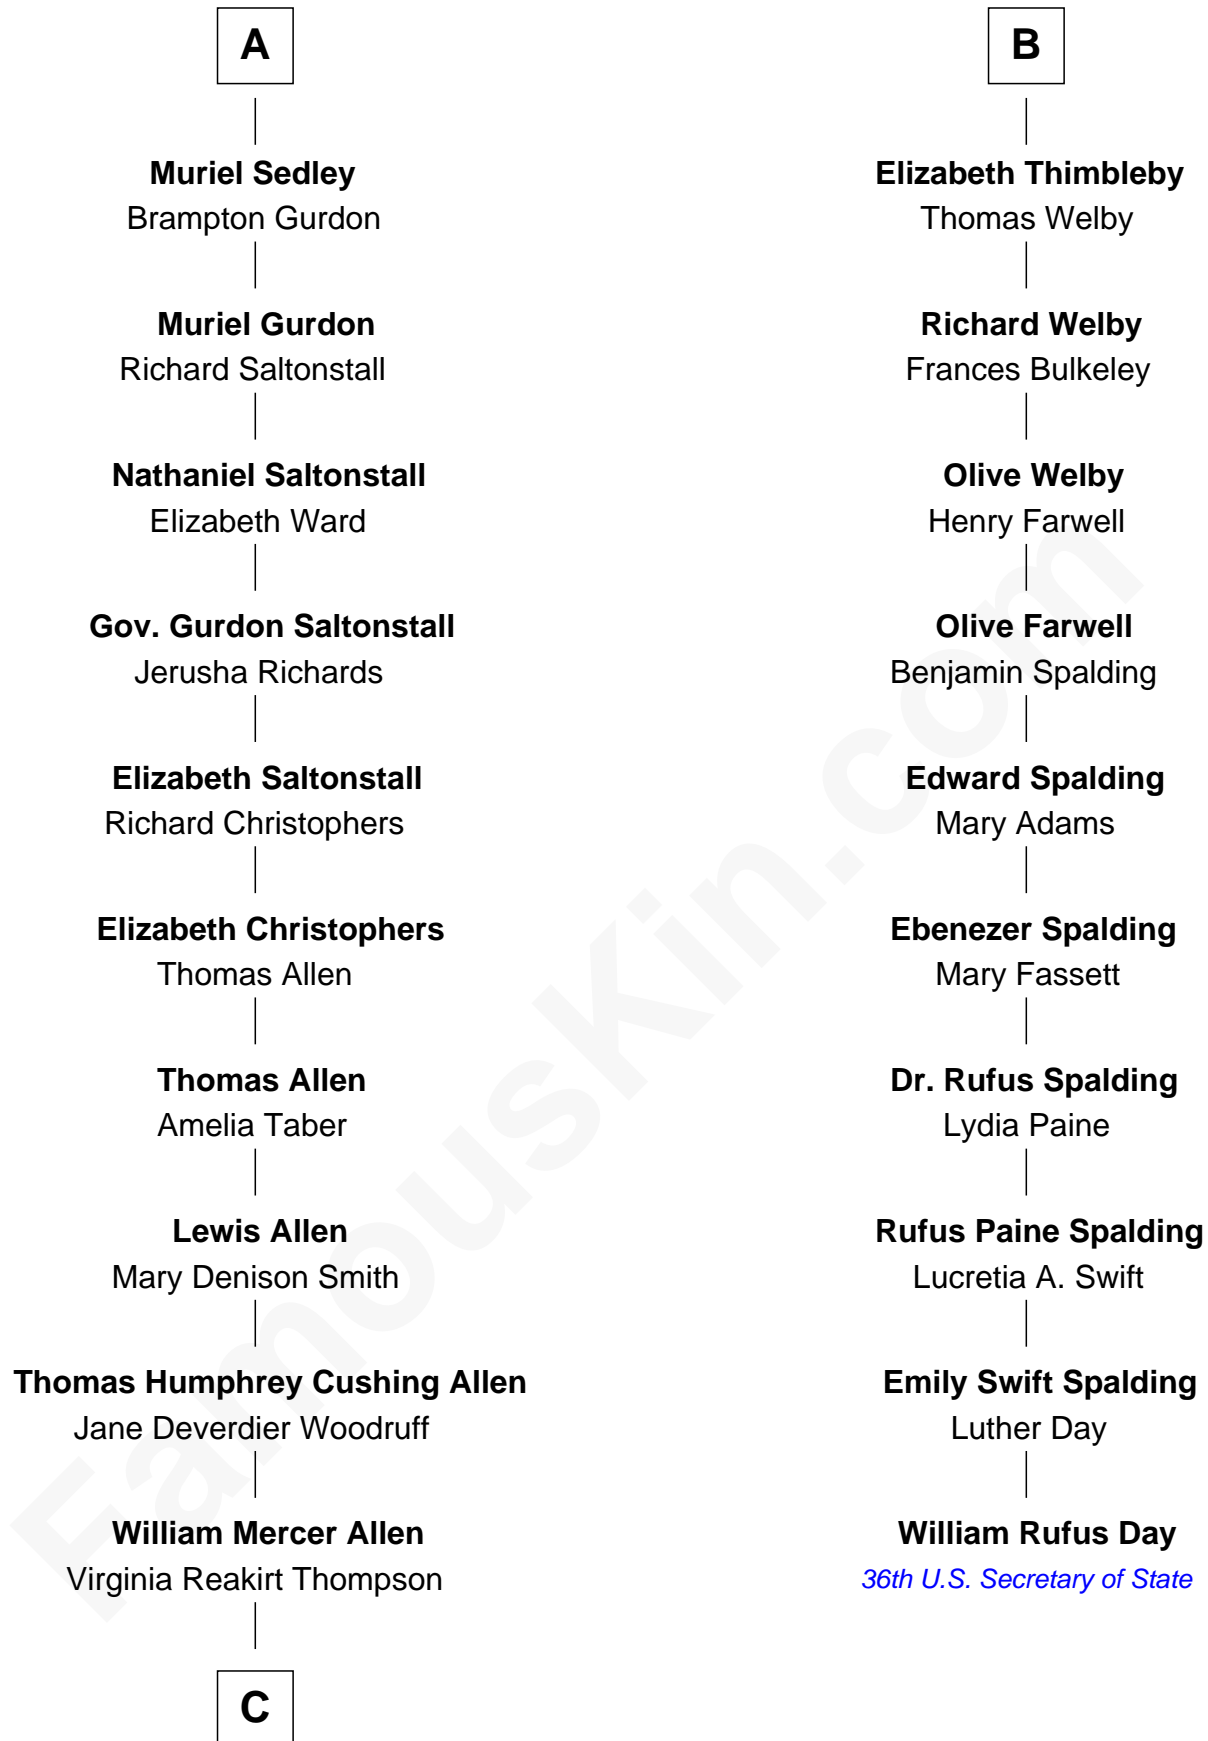 A
Muriel Sedley
Brampton Gurdon
Muriel Gurdon
Richard Saltonstall
Nathaniel Saltonstall
Elizabeth Ward
Gov. Gurdon Saltonstall
Jerusha Richards
Elizabeth Saltonstall
Richard Christophers
Elizabeth Christophers
Thomas Allen
Thomas Allen
Amelia Taber
Lewis Allen
Mary Denison Smith
Thomas Humphrey Cushing Allen
Jane Deverdier Woodruff
William Mercer Allen
Virginia Reakirt Thompson
C
B
Elizabeth Thimbleby
Thomas Welby
Richard Welby
Frances Bulkeley
Olive Welby
Henry Farwell
Olive Farwell
Benjamin Spalding
Edward Spalding
Mary Adams
Ebenezer Spalding
Mary Fassett
Dr. Rufus Spalding
Lydia Paine
Rufus Paine Spalding
Lucretia A. Swift
Emily Swift Spalding
Luther Day
William Rufus Day
36th U.S. Secretary of State
FamousKin.com